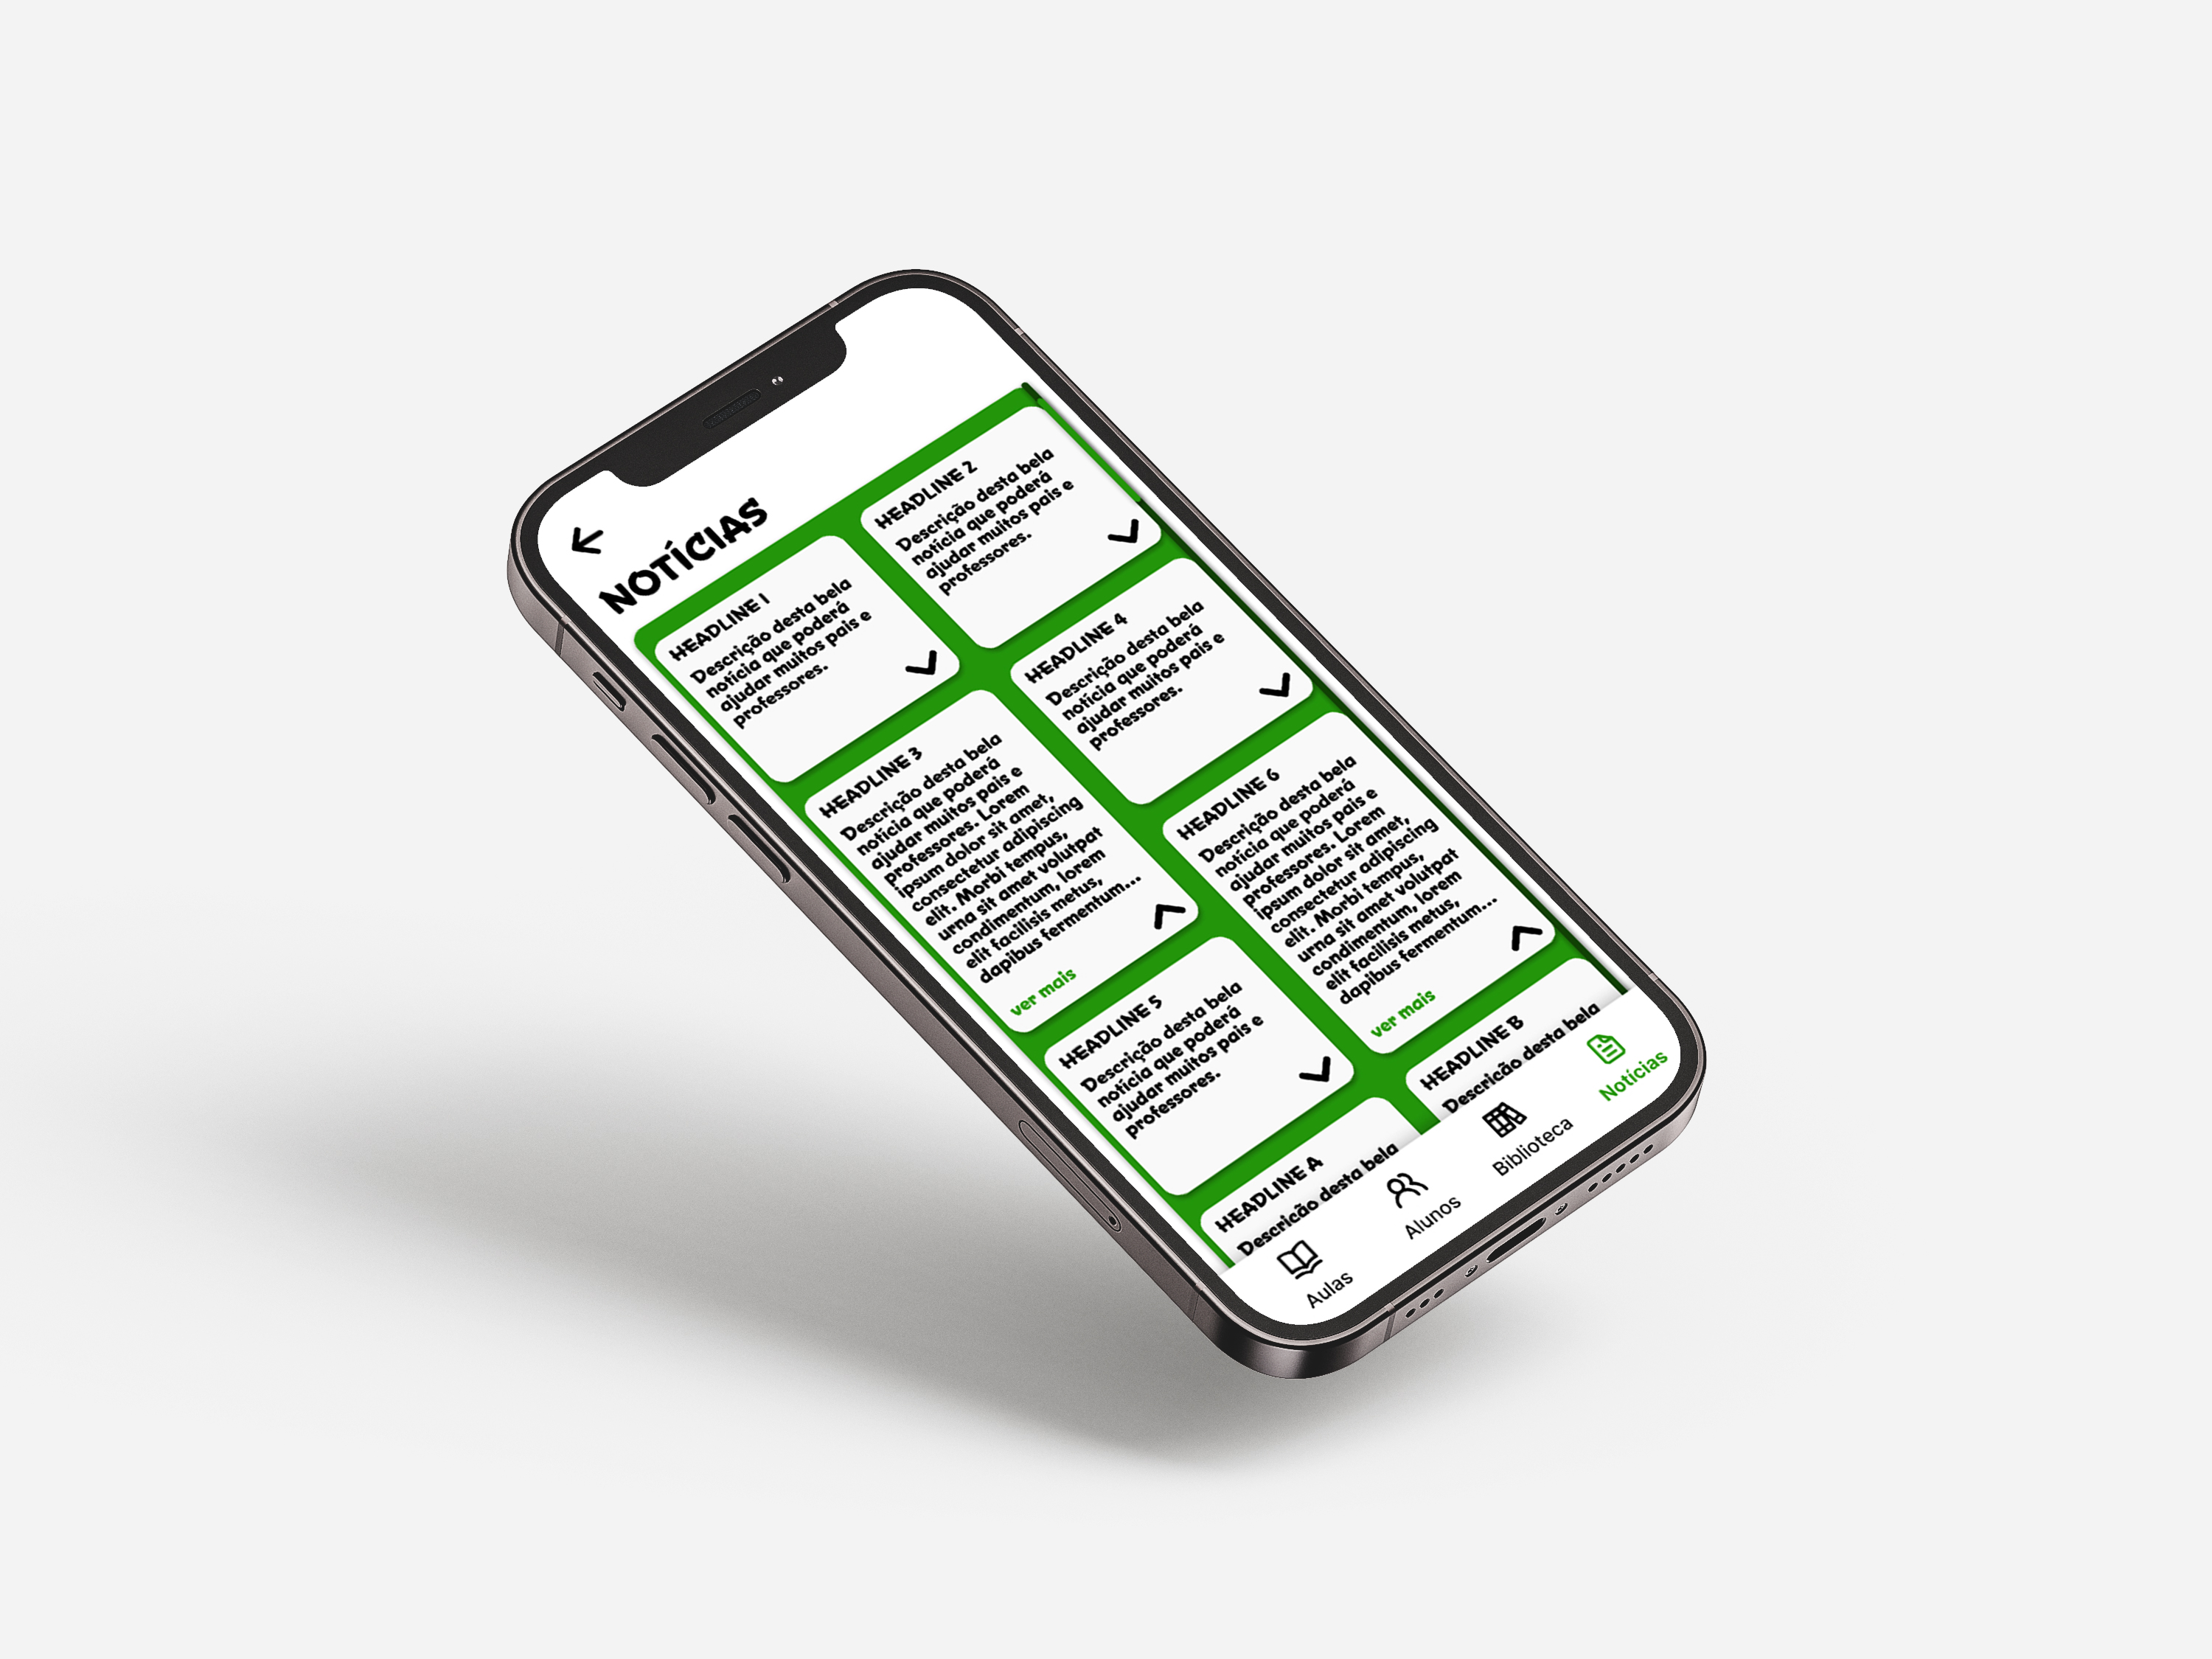 NOTÍCIAS
HEADLINE 1
Descrição desta bela
notícia que poderá
ajudar muitos pais e
professores.
HEADLINE 2
Descrição desta bela
notícia que poderá
ajudar muitos pais e
professores.
HEADLINE 3
Descrição desta bela
notícia que poderá
ajudar muitos pais e
professores. Lorem
ipsum dolor sit amet,
consectetur adipiscing
elit. Morbi tempus,
urna sit amet volutpat
condimentum, lorem
elit facilisis metus,
dapibus fermentum...
ver mais
HEADLINE 4
Descrição desta bela
notícia que poderá
ajudar muitos pais e
professores.
HEADLINE 5
Descrição desta bela
notícia que poderá
ajudar muitos pais e
professores.
HEADLINE 6
Descrição desta bela
notícia que poderá
ajudar muitos pais e
professores. Lorem
ipsum dolor sit amet,
consectetur adipiscing
elit. Morbi tempus,
urna sit amet volutpat
condimentum, lorem
elit facilisis metus,
dapibus fermentum...
ver mais
HEADLINE A
Descrição desta bela
HEADLINE B
Descrição desta bela
Aulas
Alunos
Biblioteca
Notícias